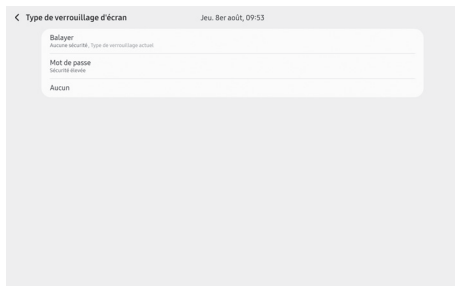 Type de verrouillage d'écran
Jeu. 8er août, 09:53
Balayer
Aucune sécurité, Type de verrouillage actuel
Mot de passe
Sécurité élevée
Aucun